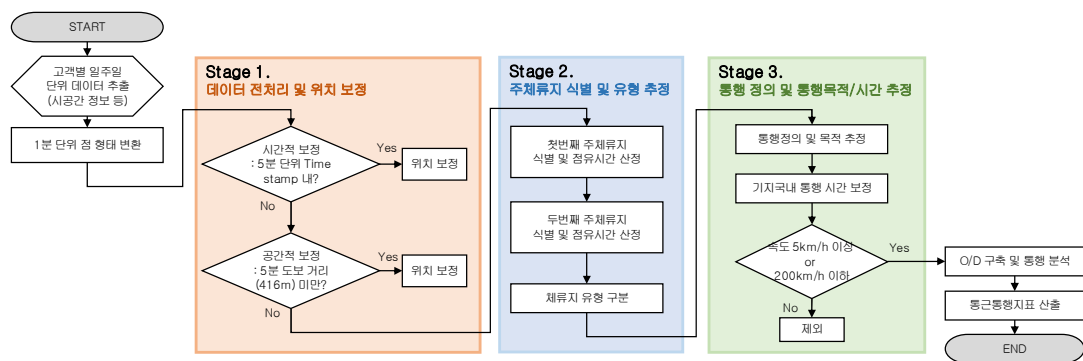 START
고객별 일주일
단위 데이터 추출
(시공간 정보 등)
1분 단위 점 형태 변환
Stage 1.
데이터 전처리 및 위치 보정
시간적 보정
: 5분 단위 Time
stamp 내?
Yes
위치 보정
No
공간적 보정
: 5분 도보 거리
(416m) 미만?
Yes
위치 보정
No
Stage 2.
주체류지 식별 및 유형 추정
첫번째 주체류지
식별 및 점유시간 산정
두번째 주체류지
식별 및 점유시간 산정
체류지 유형 구분
Stage 3.
통행 정의 및 통행목적/시간 추정
통행정의 및 목적 추정
기지국내 통행 시간 보정
속도 5km/h 이상
or
200km/h 이하
Yes
No
제외
O/D 구축 및 통행 분석
통근통행지표 산출
END